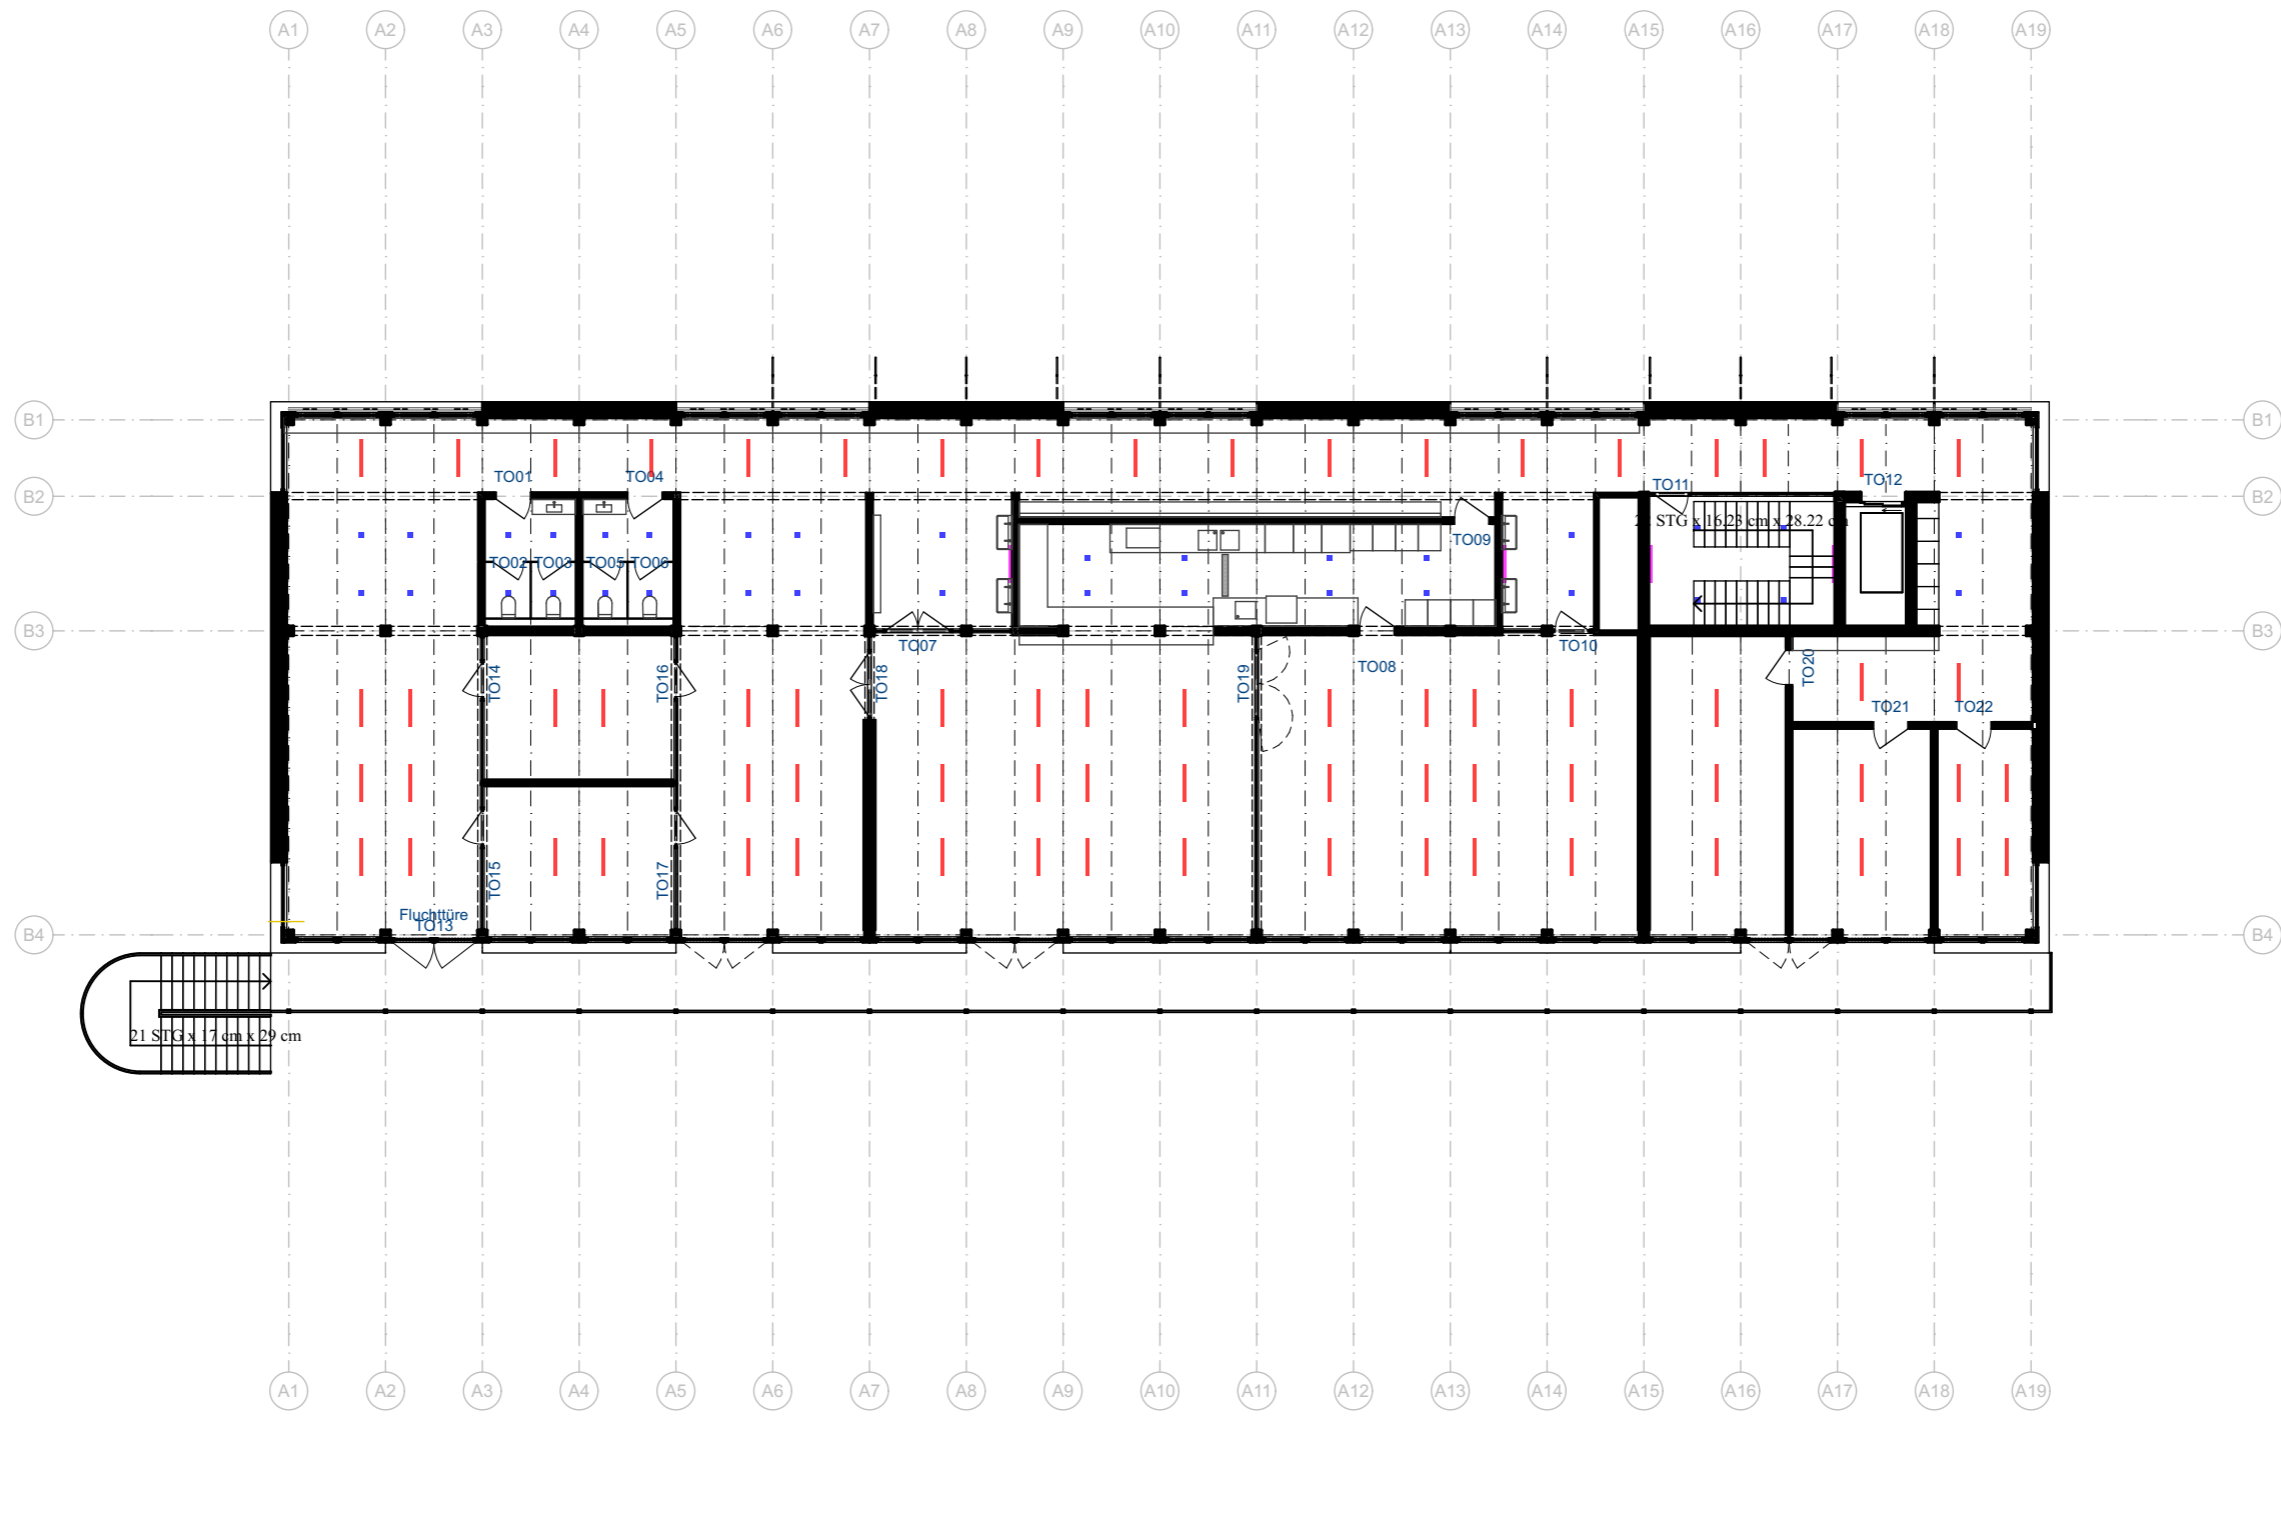 A1 A2 A3 A4 A5 A6 A7 A8 A9 A10 A11 A12 A13 A14 A15 A16 A17 A18 A19
B1 B1
TO01 TO04 TO11 TO12
B2 B2
STG x 16.23 cm x 28.22 cm
TO02 TO03 TO05 TO06 TO09
B3 B3
TO07 TO08 TO10
TO14 TO16 TO18 TO19 TO20
TO21 TO22
TO15 TO17
Fluchttüre
TO13
B4 B4
21 STG x 17 cm x 29 cm
A1 A2 A3 A4 A5 A6 A7 A8 A9 A10 A11 A12 A13 A14 A15 A16 A17 A18 A19